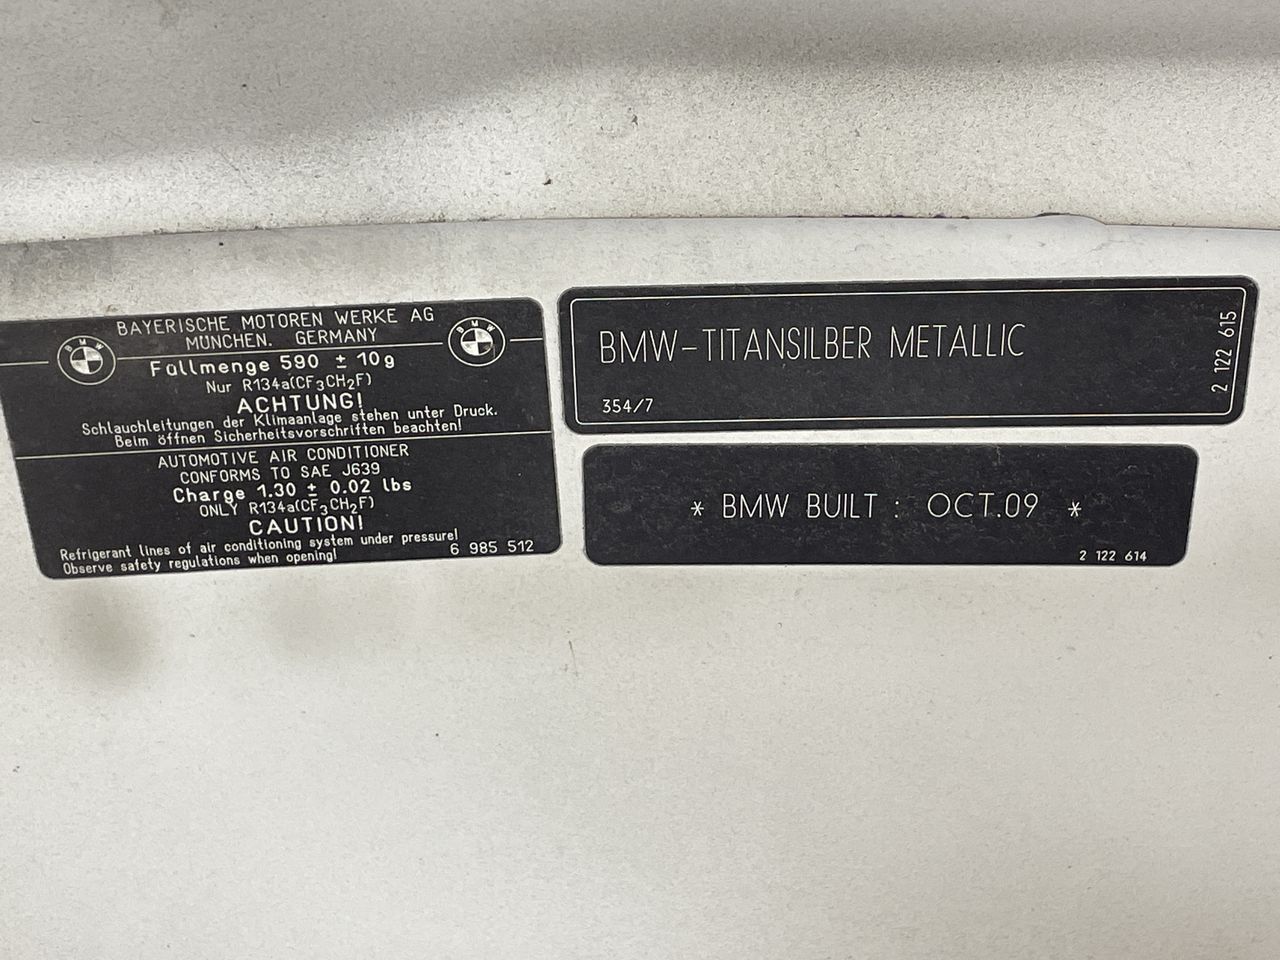 BAYERISCHE MOTOREN WERKE AG
MÜNCHEN. GERMANY
BMW
BMW
Füllmenge 590 ± 10g
Nur R134a(CF3CH2F)
ACHTUNG!
Schlauchleitungen der Klimaanlage stehen unter Druck.
Beim öffnen Sicherheitsvorschriften beachten!
AUTOMOTIVE AIR CONDITIONER
CONFORMS TO SAE J639
Charge 1.30 ± 0.02 lbs
ONLY R134a(CF3CH2F)
CAUTION!
Refrigerant lines of air conditioning system under pressure!
Observe safety regulations when opening!
6 985 512
BMW-TITANSILBER METALLIC
354/7
2 122 615
* BMW BUILT : OCT.09 *
2 122 614